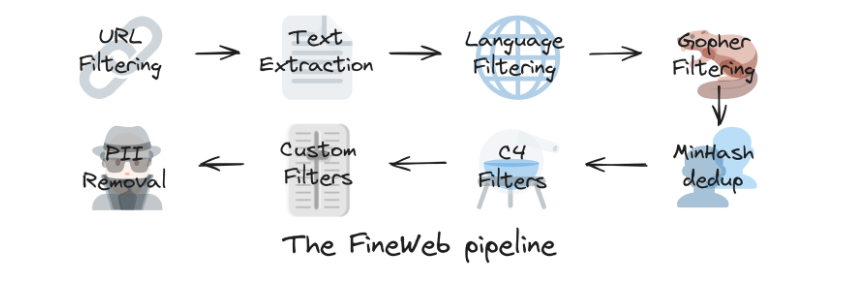 URL
Filtering
Text
Extraction
Language
Filtering
Gopher
Filtering
MinHash
dedup
C4
Filters
Custom
Filters
PII
Removal
The FineWeb pipeline